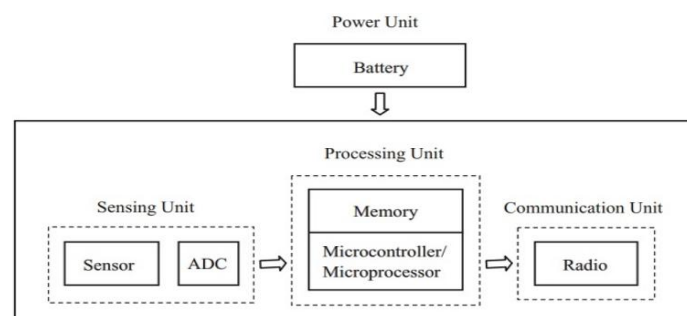 Power Unit
Battery
Processing Unit
Sensing Unit
Memory
Communication Unit
Sensor
ADC
Microcontroller/
Microprocessor
Radio